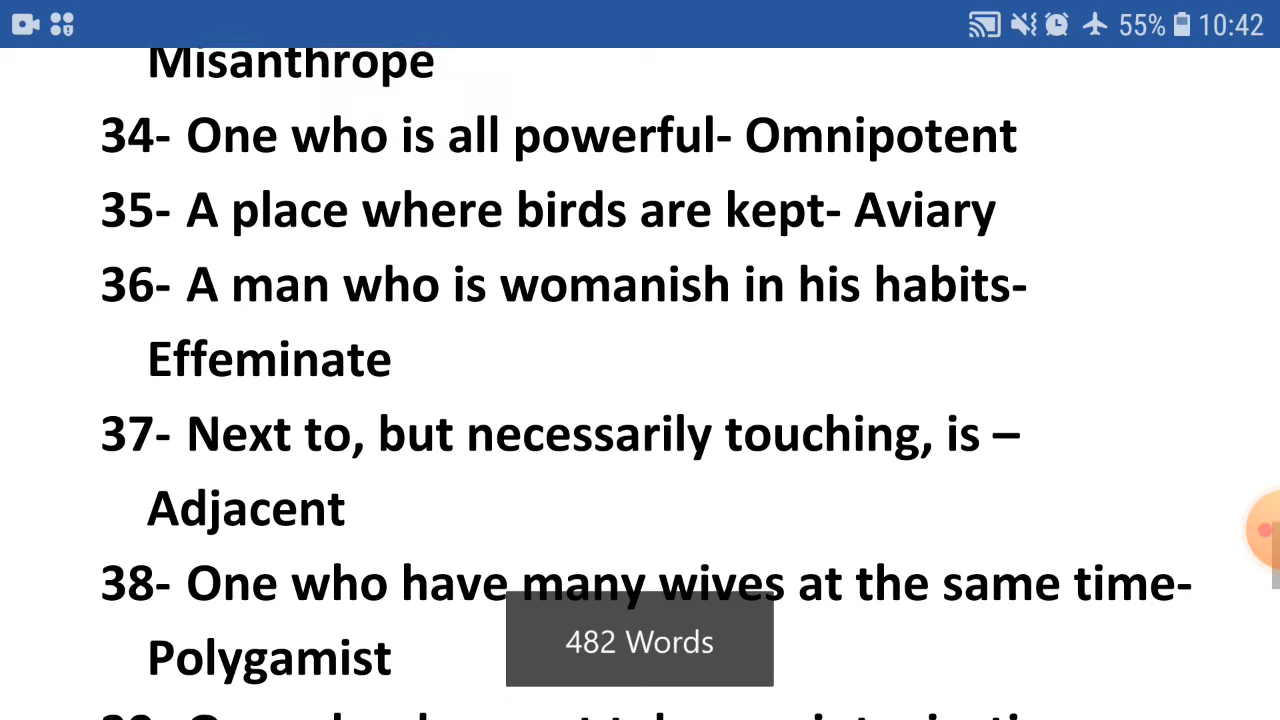 55% 10:42
Misanthrope
34- One who is all powerful- Omnipotent
35- A place where birds are kept- Aviary
36- A man who is womanish in his habits-
Effeminate
37- Next to, but necessarily touching, is –
Adjacent
38- One who have many wives at the same time-
Polygamist
482 Words